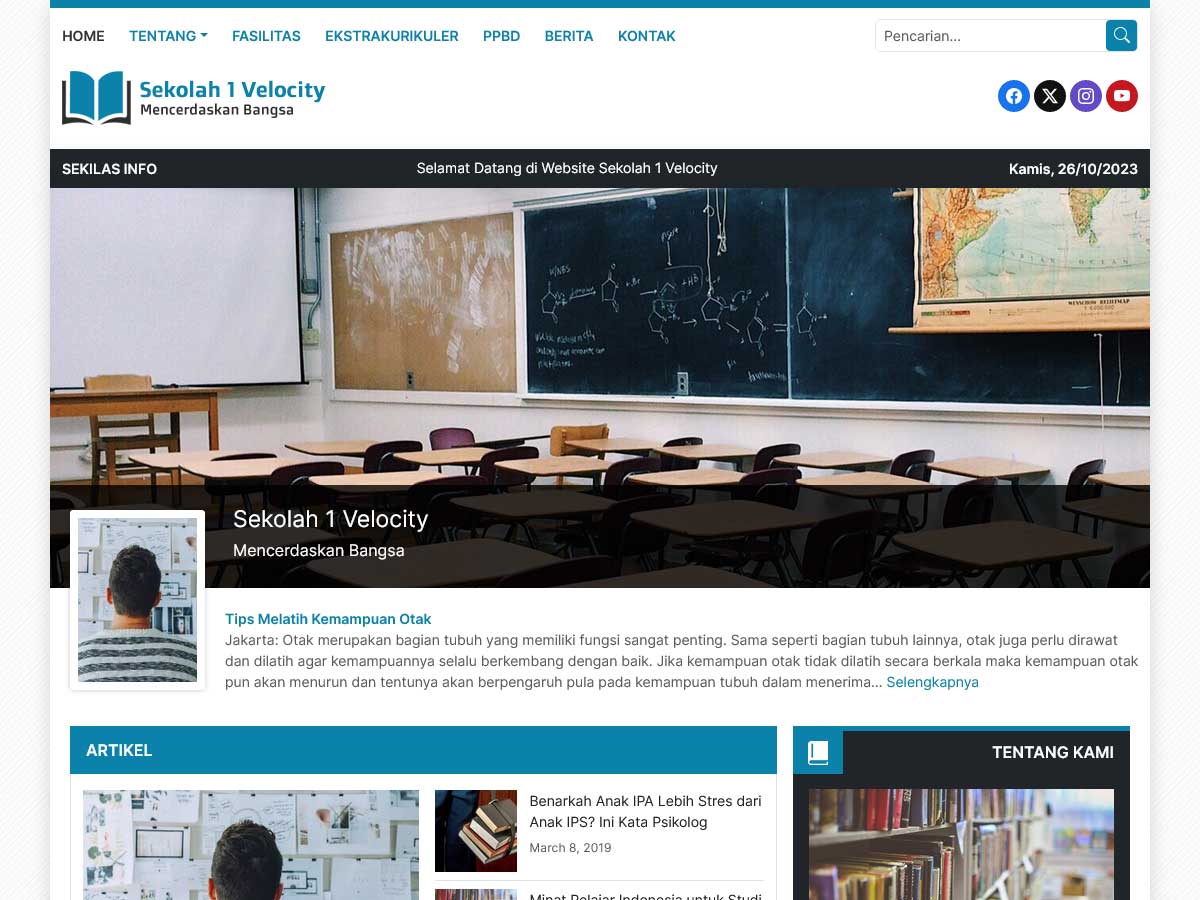 HOME TENTANG FASILITAS EKSTRAKURIKULER PPBD BERITA KONTAK
Pencarian...
Sekolah 1 Velocity
Mencerdaskan Bangsa
SEKILAS INFO
Selamat Datang di Website Sekolah 1 Velocity
Kamis, 26/10/2023
Sekolah 1 Velocity
Mencerdaskan Bangsa
Tips Melatih Kemampuan Otak
Jakarta: Otak merupakan bagian tubuh yang memiliki fungsi sangat penting. Sama seperti bagian tubuh lainnya, otak juga perlu dirawat
dan dilatih agar kemampuannya selalu berkembang dengan baik. Jika kemampuan otak tidak dilatih secara berkala maka kemampuan otak
pun akan menurun dan tentunya akan berpengaruh pula pada kemampuan tubuh dalam menerima... Selengkapnya
ARTIKEL
Benarkah Anak IPA Lebih Stres dari
Anak IPS? Ini Kata Psikolog
March 8, 2019
Minat Pelajar Indonesia untuk Studi
TENTANG KAMI